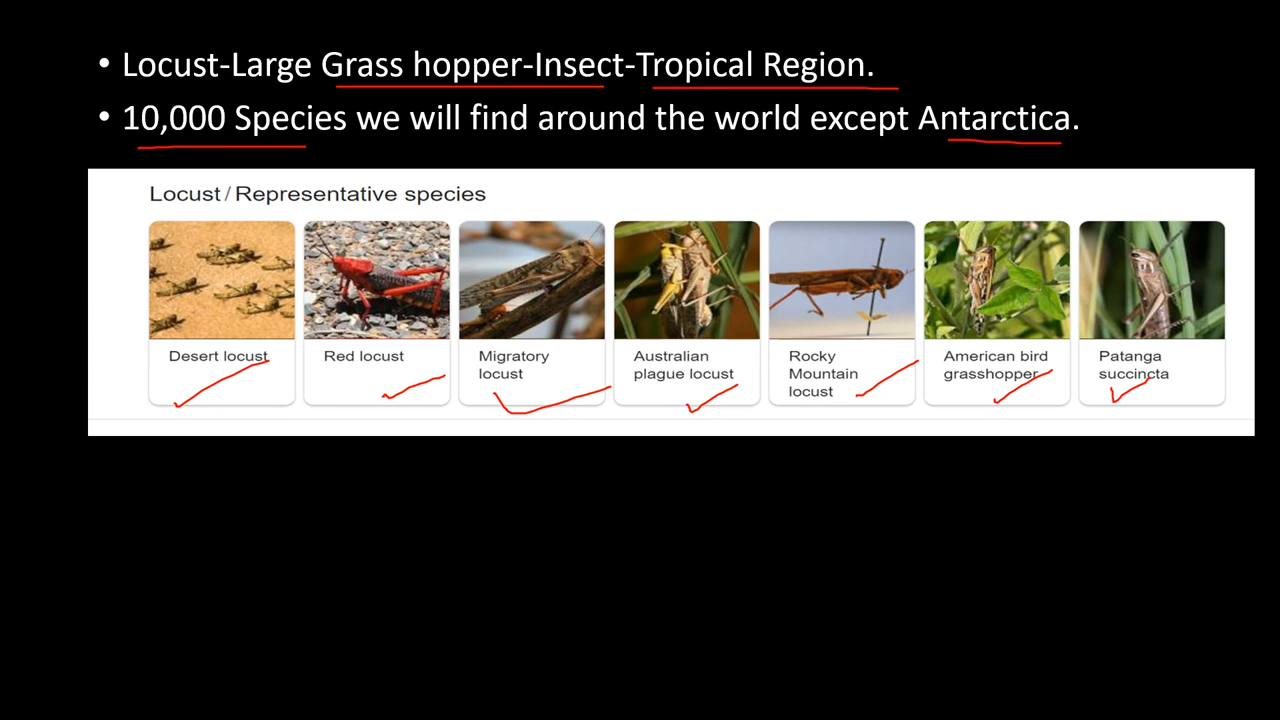 • Locust-Large Grass hopper-Insect-Tropical Region.
• 10,000 Species we will find around the world except Antarctica.
Locust / Representative species
Desert locust
Red locust
Migratory
locust
Australian
plague locust
Rocky
Mountain
locust
American bird
grasshopper
Patanga
succincta